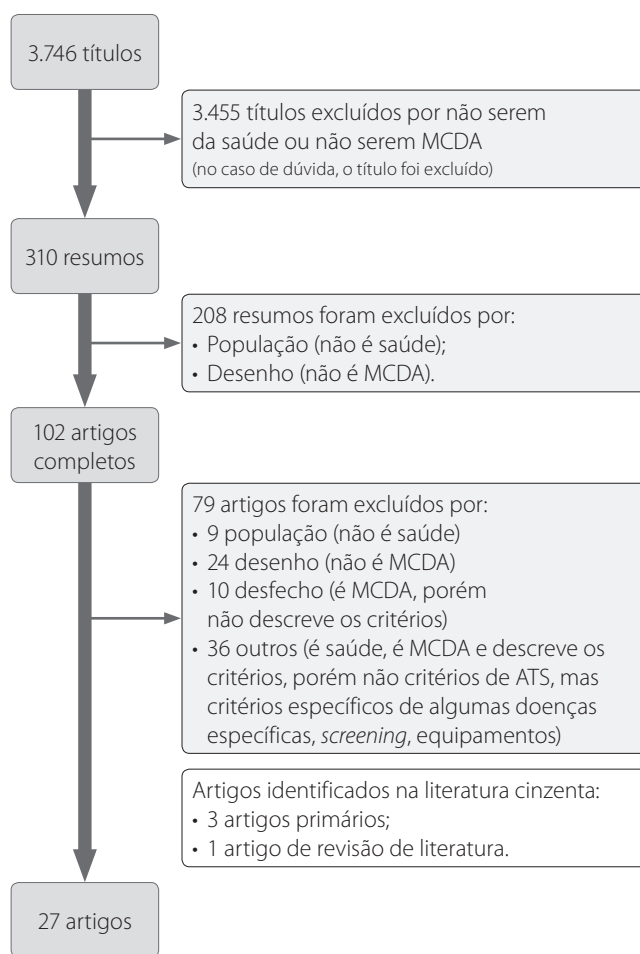 3.746 títulos
3.455 títulos excluídos por não serem
da saúde ou não serem MCDA
(no caso de dúvida, o título foi excluído)
310 resumos
208 resumos foram excluídos por:
• População (não é saúde);
• Desenho (não é MCDA).
102 artigos
completos
79 artigos foram excluídos por:
• 9 população (não é saúde)
• 24 desenho (não é MCDA)
• 10 desfecho (é MCDA, porém
não descreve os critérios)
• 36 outros (é saúde, é MCDA e descreve os
critérios, porém não critérios de ATS, mas
critérios específicos de algumas doenças
específicas, screening, equipamentos)
Artigos identificados na literatura cinzenta:
• 3 artigos primários;
• 1 artigo de revisão de literatura.
27 artigos